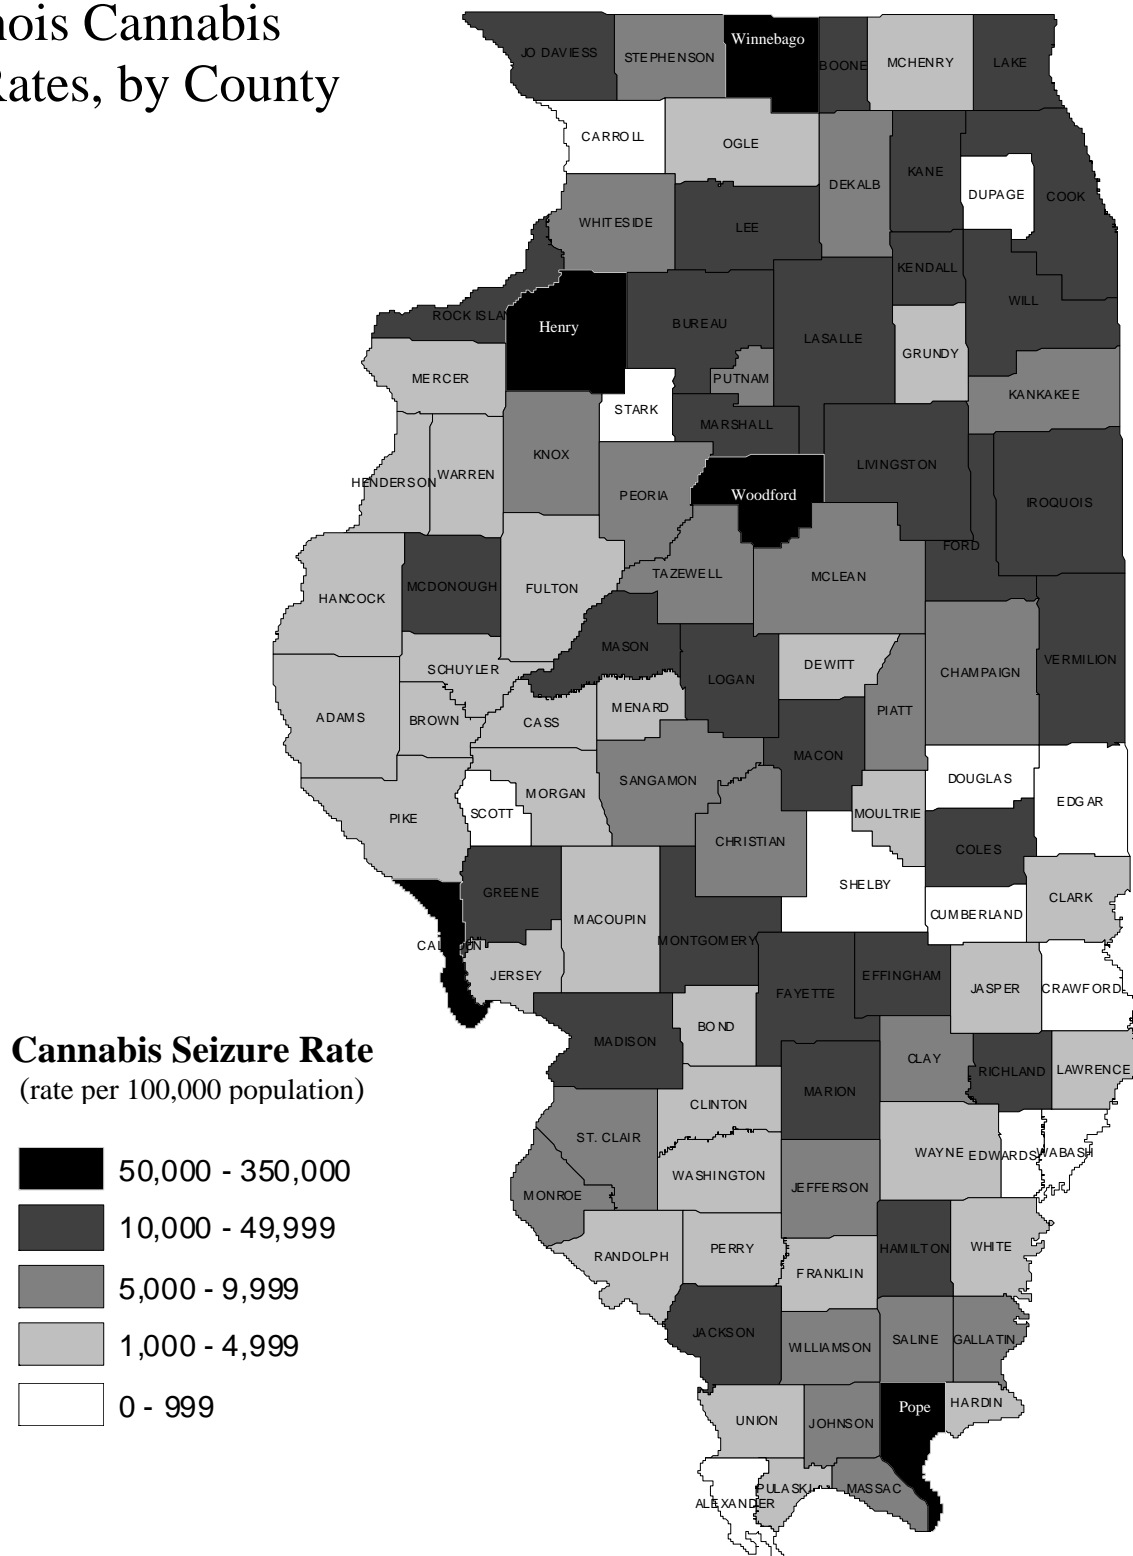 nois Cannabis
Rates, by County
JO DAVIESS
STEPHENSON
Winnebago
BOONE
MCHENRY
LAKE
CARROLL
OGLE
DEKALB
KANE
DUPAGE
COOK
WHITESIDE
LEE
KENDALL
WILL
ROCK ISLAN
Henry
BUREAU
LASALLE
GRUNDY
MERCER
PUTNAM
KANKAKEE
STARK
MARSHALL
HENDERSON
WARREN
KNOX
PEORIA
Woodford
LIVINGSTON
IROQUOIS
FORD
HANCOCK
MCDONOUGH
FULTON
TAZEWELL
MCLEAN
SCHUYLER
MASON
LOGAN
DEWITT
CHAMPAIGN
VERMILION
ADAMS
BROWN
CASS
MENARD
PIATT
MACON
SANGAMON
DOUGLAS
EDGAR
PIKE
SCOTT
MORGAN
CHRISTIAN
MOULTRIE
COLES
SHELBY
CUMBERLAND
CLARK
GREENE
MACOUPIN
MONTGOMERY
CALHOUN
JERSEY
FAYETTE
EFFINGHAM
JASPER
CRAWFORD
MADISON
BOND
CLAY
RICHLAND
LAWRENCE
MARION
CLINTON
ST. CLAIR
WASHINGTON
WAYNE
EDWARDS
WABASH
MONROE
JEFFERSON
RANDOLPH
PERRY
FRANKLIN
HAMILTON
WHITE
JACKSON
WILLIAMSON
SALINE
GALLATIN
UNION
JOHNSON
Pope
HARDIN
ALEXANDER
PULASKI
MASSAC
Cannabis Seizure Rate
(rate per 100,000 population)
50,000 - 350,000
10,000 - 49,999
5,000 - 9,999
1,000 - 4,999
0 - 999